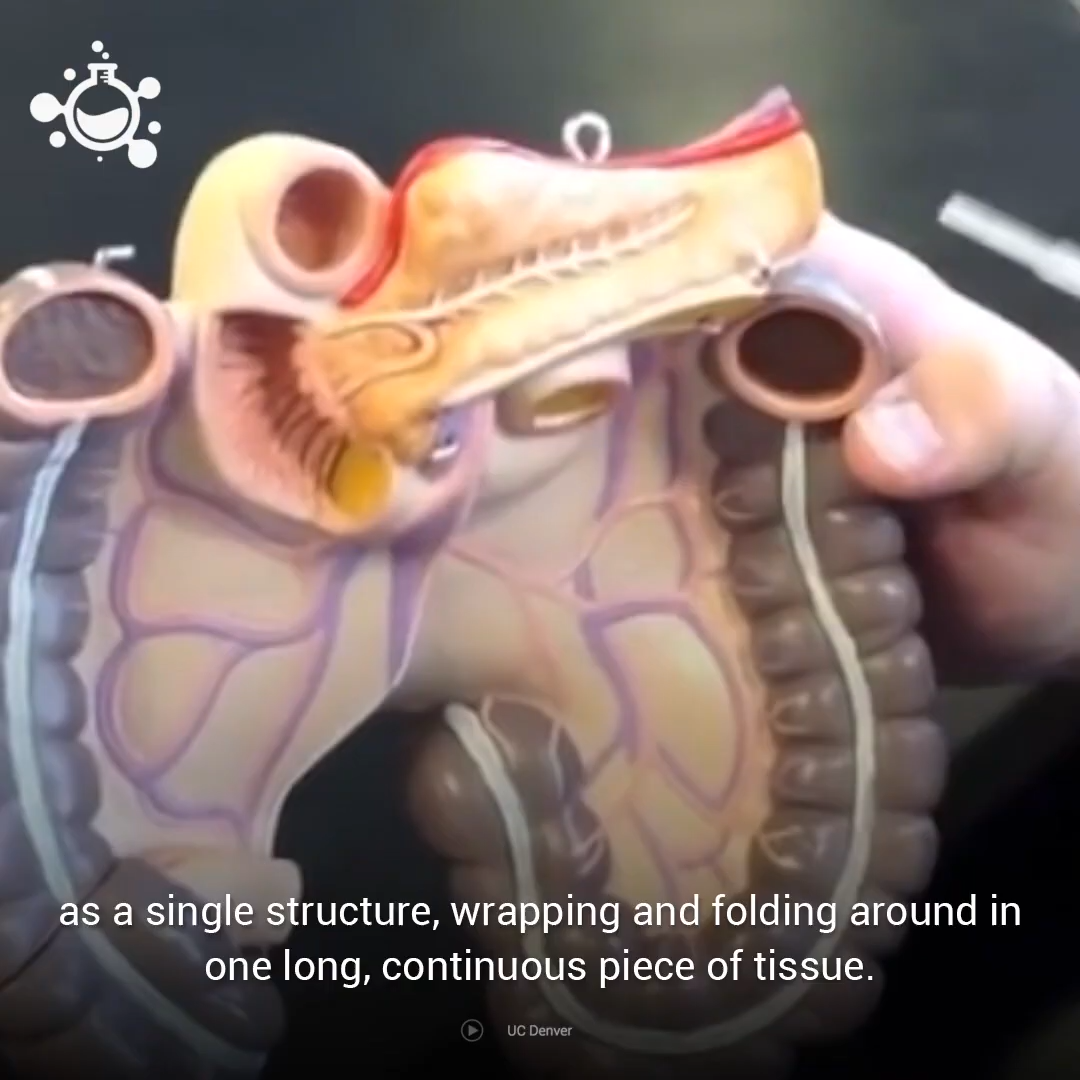 as a single structure, wrapping and folding around in
one long, continuous piece of tissue.
UC Denver